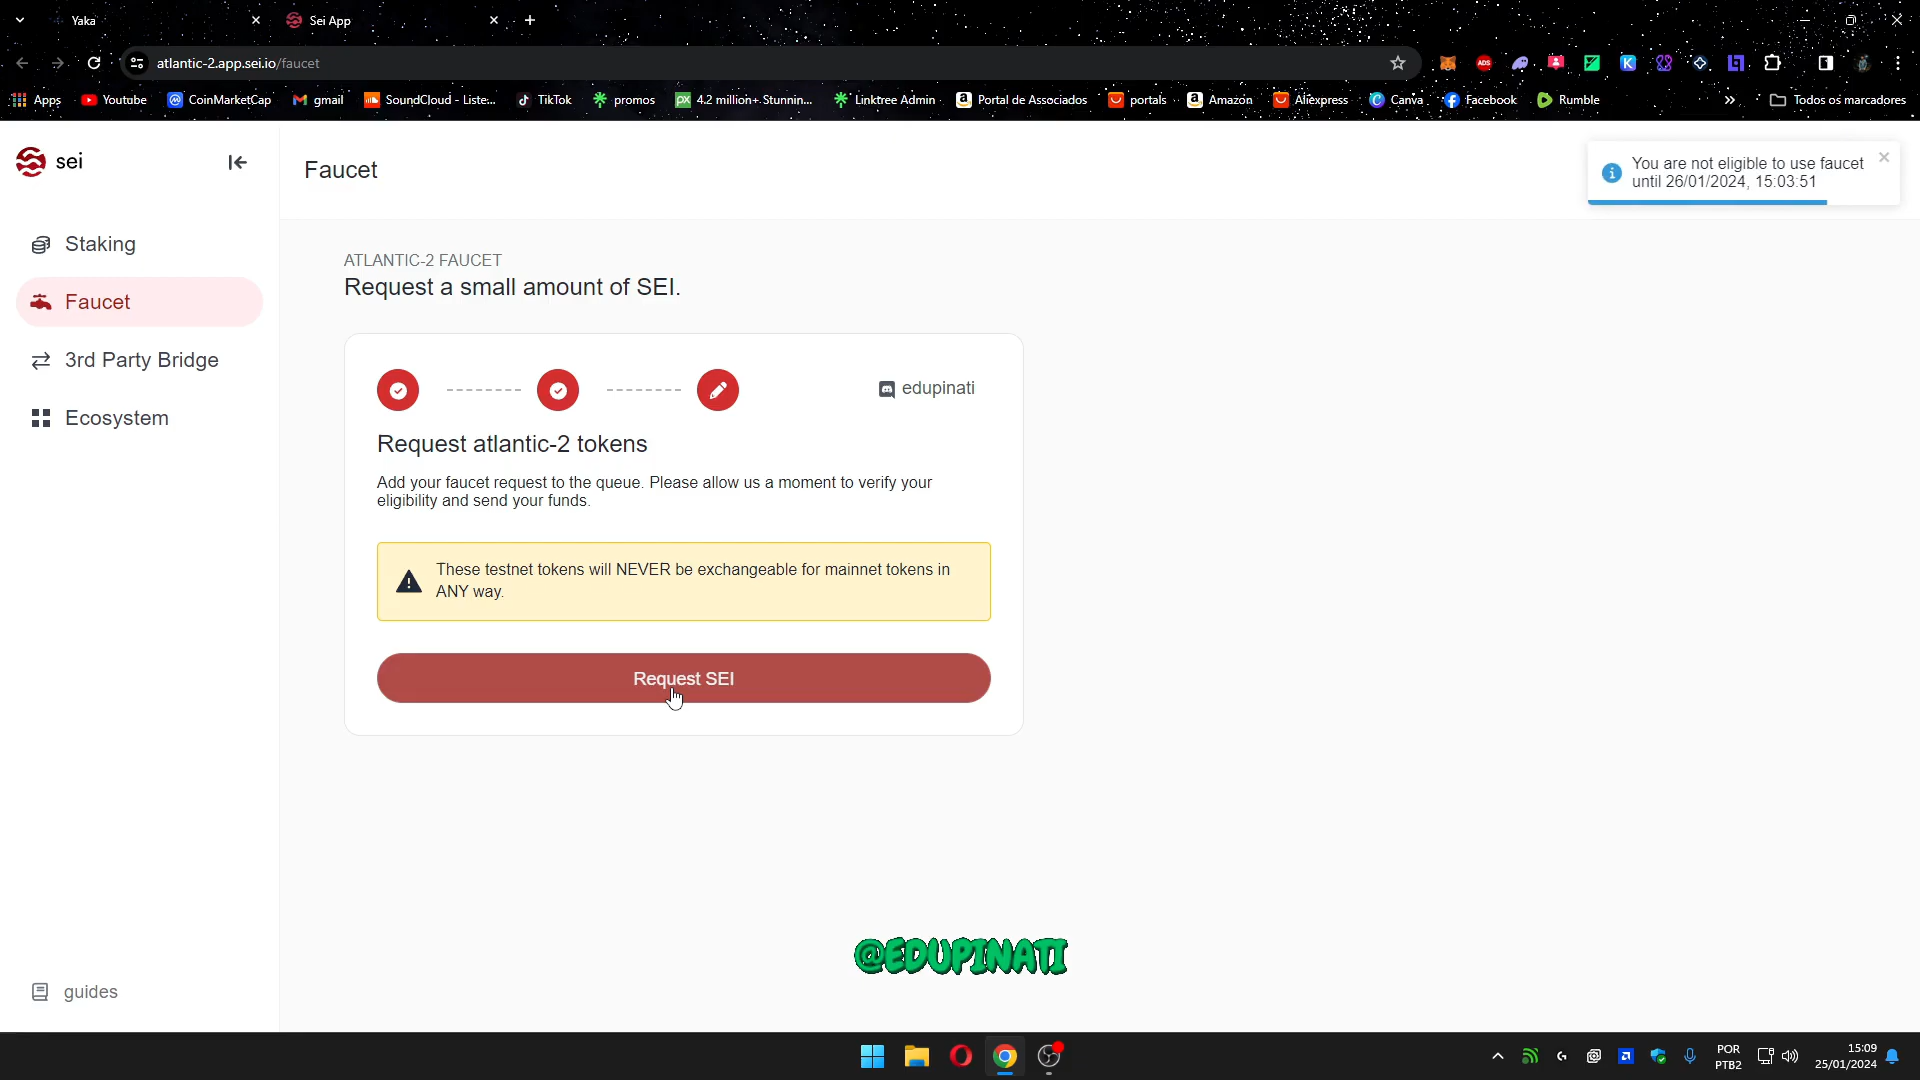 Yaka
Sei App
atlantic-2.app.sei.io/faucet
Apps
Youtube
CoinMarketCap
gmail
SoundCloud - Liste...
TikTok
promos
4.2 million+ Stunnin...
Linktree Admin
Portal de Associados
portals
Amazon
Aliexpress
Canva
Facebook
Rumble
»
Todos os marcadores
sei
Faucet
You are not eligible to use faucet
until 26/01/2024, 15:03:51
Staking
Faucet
3rd Party Bridge
Ecosystem
guides
ATLANTIC-2 FAUCET
Request a small amount of SEI.
edupinati
Request atlantic-2 tokens
Add your faucet request to the queue. Please allow us a moment to verify your
eligibility and send your funds.
These testnet tokens will NEVER be exchangeable for mainnet tokens in
ANY way.
Request SEI
@EDUPINATI
POR
PTB2
15:09
25/01/2024